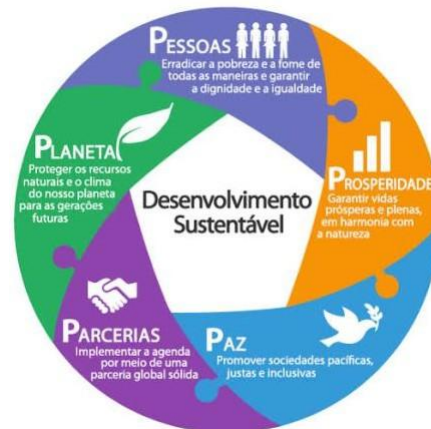 PESSOAS
Erradicar a pobreza e a fome de
todas as maneiras e garantir
a dignidade e a igualdade
PROSPERIDADE
Garantir vidas
prósperas e plenas,
em harmonia com
a natureza
PAZ
Promover sociedades pacíficas,
justas e inclusivas
PARCERIAS
Implementar a agenda
por meio de uma
parceria global sólida
PLANETA
Proteger os recursos
naturais e o clima
do nosso planeta
para as gerações
futuras
Desenvolvimento
Sustentável